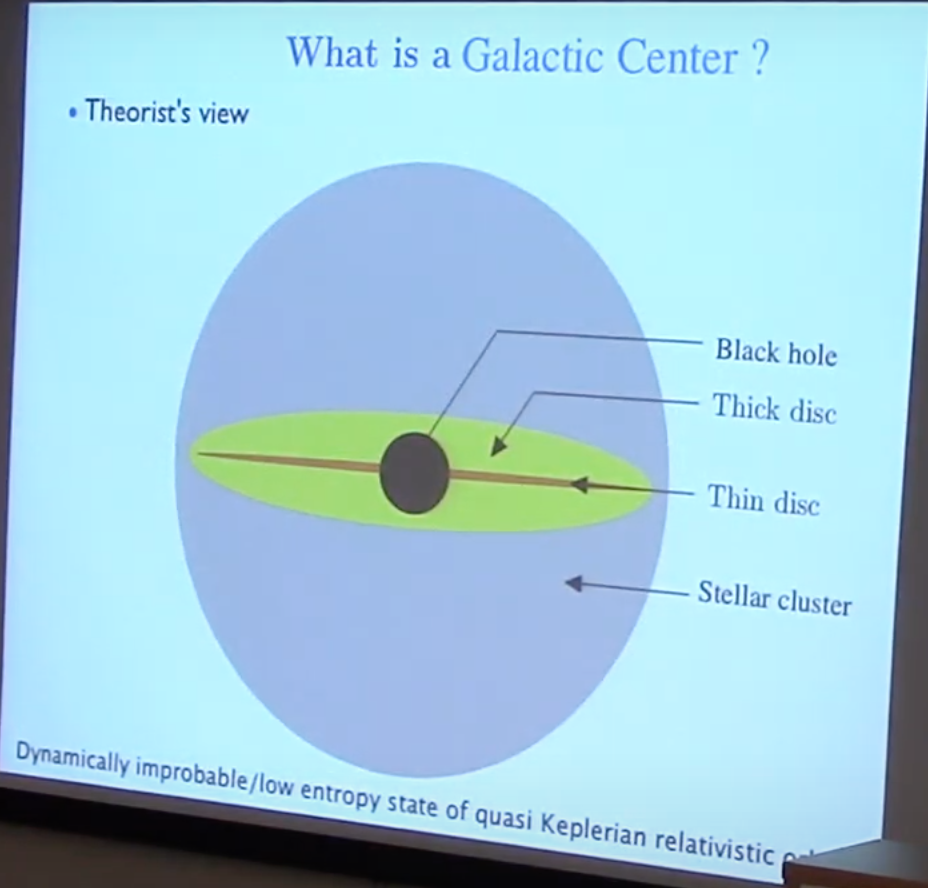 What is a Galactic Center ?
• Theorist's view
Black hole
Thick disc
Thin disc
Stellar cluster
Dynamically improbable/low entropy state of quasi Keplerian relativistic